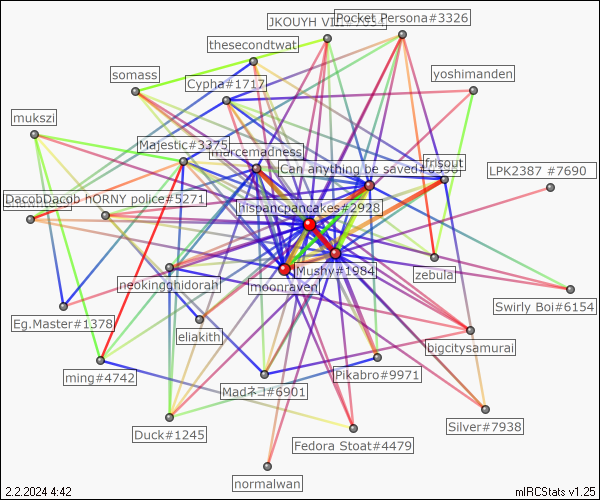 JKOUYH VII#7034
Pocket Persona#3326
thesecondtwat
somass
Cypha#1717
yoshimanden
mukszi
Majestic#3375
marcemadness
Can anything be saved
frisout
LPK2387 #7690
DacobDacob hORNY police#5271
hispancpancakes#2928
Mushy#1984
zebula
neokingghidorah
moonraven
Swirly Boi#6154
Eg.Master#1378
eliakith
bigcitysamurai
ming#4742
Madネコ#6901
Pikabro#9971
Silver#7938
Duck#1245
Fedora Stoat#4479
normalwan
2.2.2024 4:42
mIRCStats v1.25